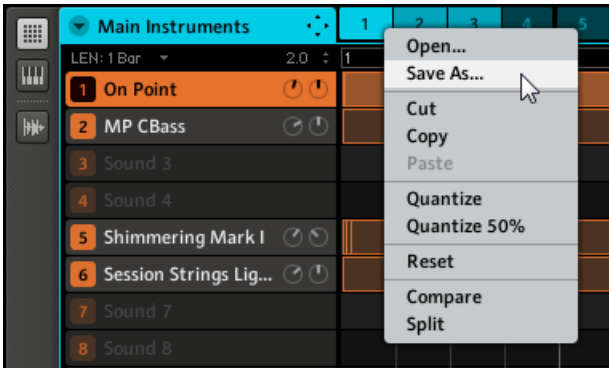 Main Instruments 1 2 3 4 5
LEN: 1 Bar 2.0 1
1 On Point
2 MP CBass
3 Sound 3
4 Sound 4
5 Shimmering Mark I
6 Session Strings Lig...
7 Sound 7
8 Sound 8
Open...
Save As...
Cut
Copy
Paste
Quantize
Quantize 50%
Reset
Compare
Split